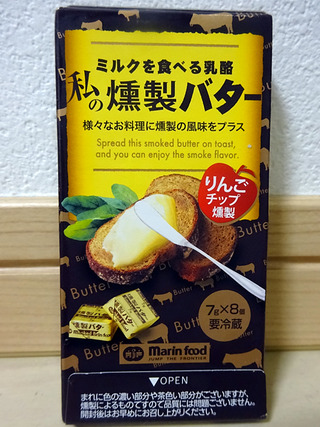 ミルクを食べる乳酪
私の燻製バター
様々なお料理に燻製の風味をプラス
Spread this smoked butter on toast,
and you can enjoy the smoke flavor.
りんご
チップ
燻製
燻製バター
7g×8個
要冷蔵
marin food
JUMP THE FRONTIER
▽OPEN
まれに色の濃い部分や茶色い部分がございますが、
燻製によるものですので品質には問題ございません。
開封後はお早めにお召し上がりください。